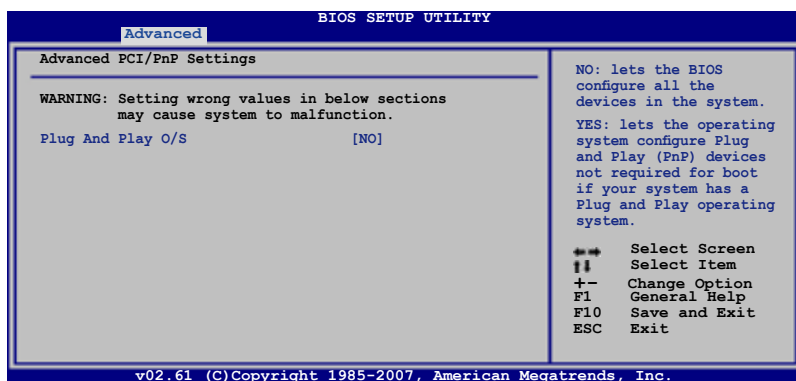 BIOS SETUP UTILITY
Advanced
Advanced PCI/PnP Settings
WARNING: Setting wrong values in below sections
may cause system to malfunction.
Plug And Play O/S [NO]
NO: lets the BIOS
configure all the
devices in the system.
YES: lets the operating
system configure Plug
and Play (PnP) devices
not required for boot
if your system has a
Plug and Play operating
system.
←→ Select Screen
↑↓ Select Item
+- Change Option
F1 General Help
F10 Save and Exit
ESC Exit
v02.61 (C)Copyright 1985-2007, American Megatrends, Inc.